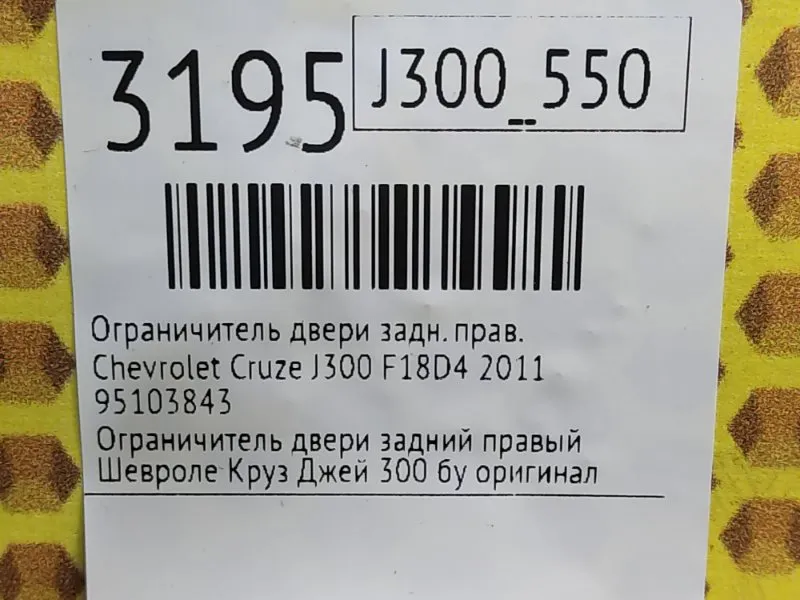 3195
J300_550
Ограничитель двери задн. прав.
Chevrolet Cruze J300 F18D4 2011
95103843
Ограничитель двери задний правый
Шевроле Круз Джей 300 бу оригинал